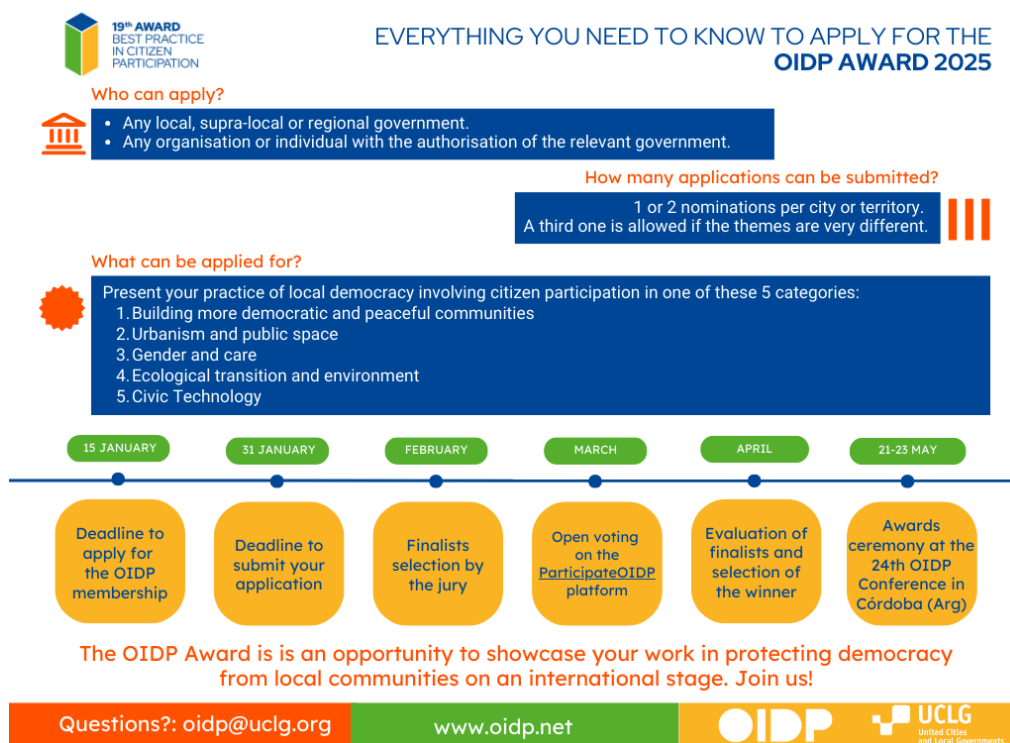 19th AWARD
BEST PRACTICE
IN CITIZEN
PARTICIPATION
EVERYTHING YOU NEED TO KNOW TO APPLY FOR THE
OIDP AWARD 2025
Who can apply?
• Any local, supra-local or regional government.
• Any organisation or individual with the authorisation of the relevant government.
How many applications can be submitted?
1 or 2 nominations per city or territory.
A third one is allowed if the themes are very different.
What can be applied for?
Present your practice of local democracy involving citizen participation in one of these 5 categories:
1. Building more democratic and peaceful communities
2. Urbanism and public space
3. Gender and care
4. Ecological transition and environment
5. Civic Technology
15 JANUARY
Deadline to
apply for
the OIDP
membership
31 JANUARY
Deadline to
submit your
application
FEBRUARY
Finalists
selection by
the jury
MARCH
Open voting
on the
ParticipateOIDP
platform
APRIL
Evaluation of
finalists and
selection of
the winner
21-23 MAY
Awards
ceremony at the
24th OIDP
Conference in
Córdoba (Arg)
The OIDP Award is is an opportunity to showcase your work in protecting democracy
from local communities on an international stage. Join us!
Questions?: oidp@uclg.org
www.oidp.net
OIDP
UCLG
United Cities
and Local Governments